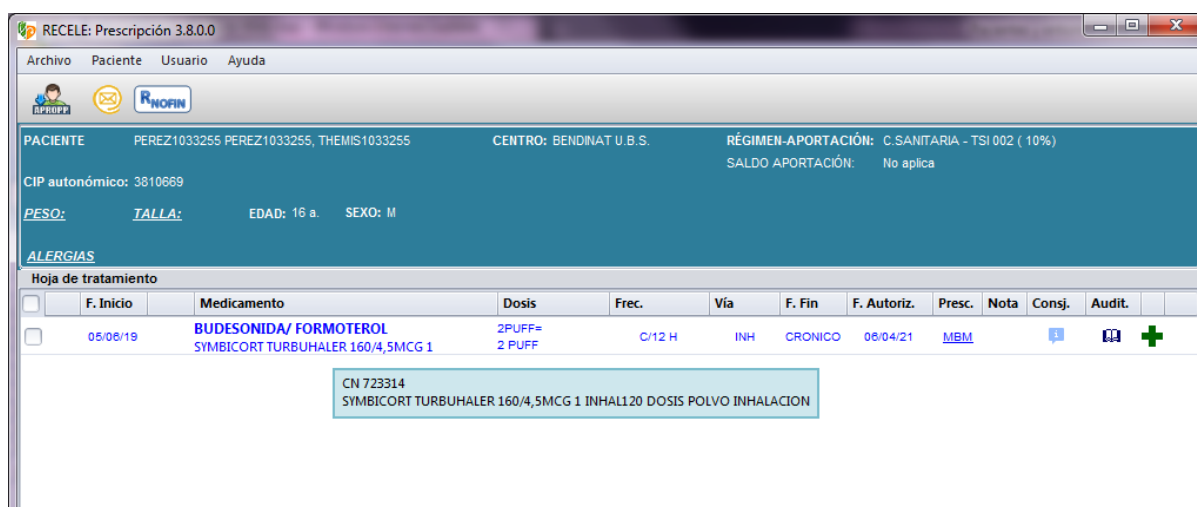 RECELE: Prescripción 3.8.0.0
Archivo Paciente Usuario Ayuda
APROPP RNOFIN
PACIENTE PEREZ1033255 PEREZ1033255, THEMIS1033255 CENTRO: BENDINAT U.B.S. RÉGIMEN-APORTACIÓN: C.SANITARIA - TSI 002 ( 10%)
SALDO APORTACIÓN: No aplica
CIP autonómico: 3810669
PESO: TALLA: EDAD: 16 a. SEXO: M
ALERGIAS
Hoja de tratamiento
F. Inicio Medicamento Dosis Frec. Vía F. Fin F. Autoriz. Presc. Nota Consj. Audit.
05/06/19 BUDESONIDA/ FORMOTEROL 2PUFF= C/12 H INH CRONICO 06/04/21 MBM
SYMBICORT TURBUHALER 160/4,5MCG 1 2 PUFF
CN 723314
SYMBICORT TURBUHALER 160/4,5MCG 1 INHAL120 DOSIS POLVO INHALACION